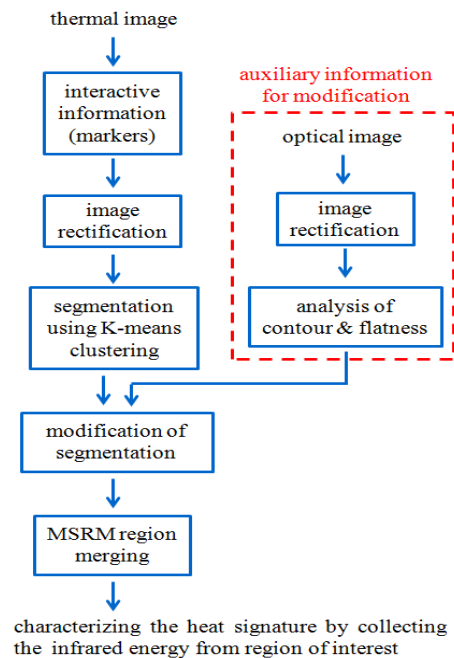 thermal image
interactive
information
(markers)
image
rectification
segmentation
using K-means
clustering
auxiliary information
for modification
optical image
image
rectification
analysis of
contour & flatness
modification of
segmentation
MSRM region
merging
characterizing the heat signature by collecting
the infrared energy from region of interest